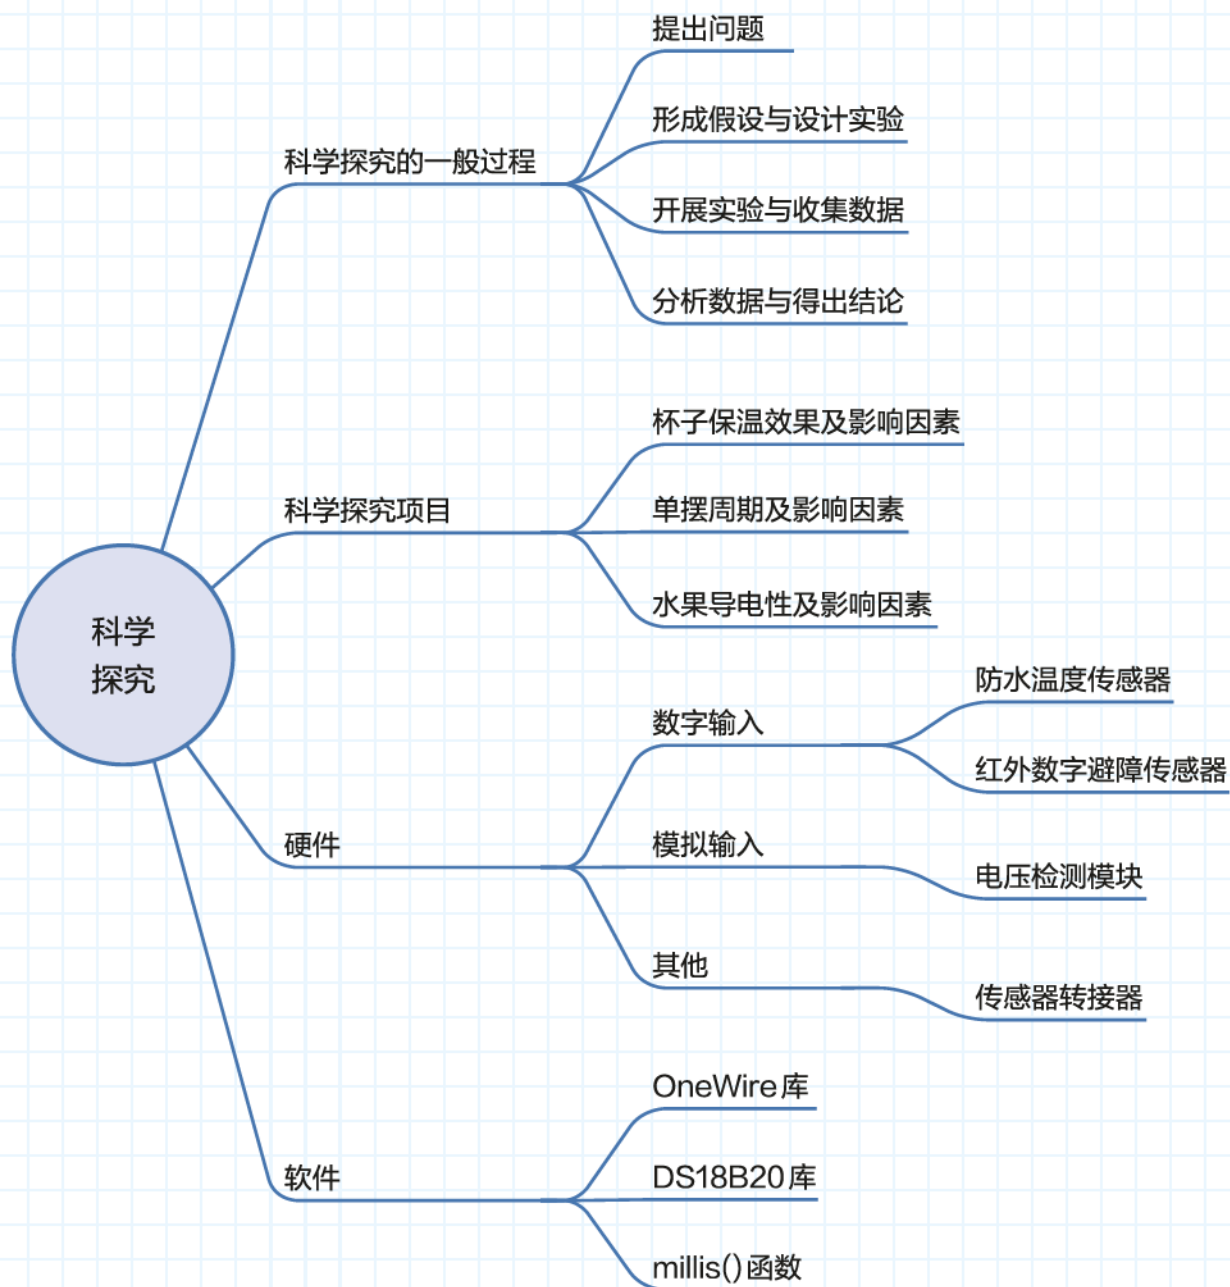 提出问题
形成假设与设计实验
科学探究的一般过程
开展实验与收集数据
分析数据与得出结论
杯子保温效果及影响因素
科学探究项目
单摆周期及影响因素
水果导电性及影响因素
科学
探究
防水温度传感器
数字输入
红外数字避障传感器
硬件
模拟输入
电压检测模块
其他
传感器转接器
OneWire库
软件
DS18B20库
millis()函数